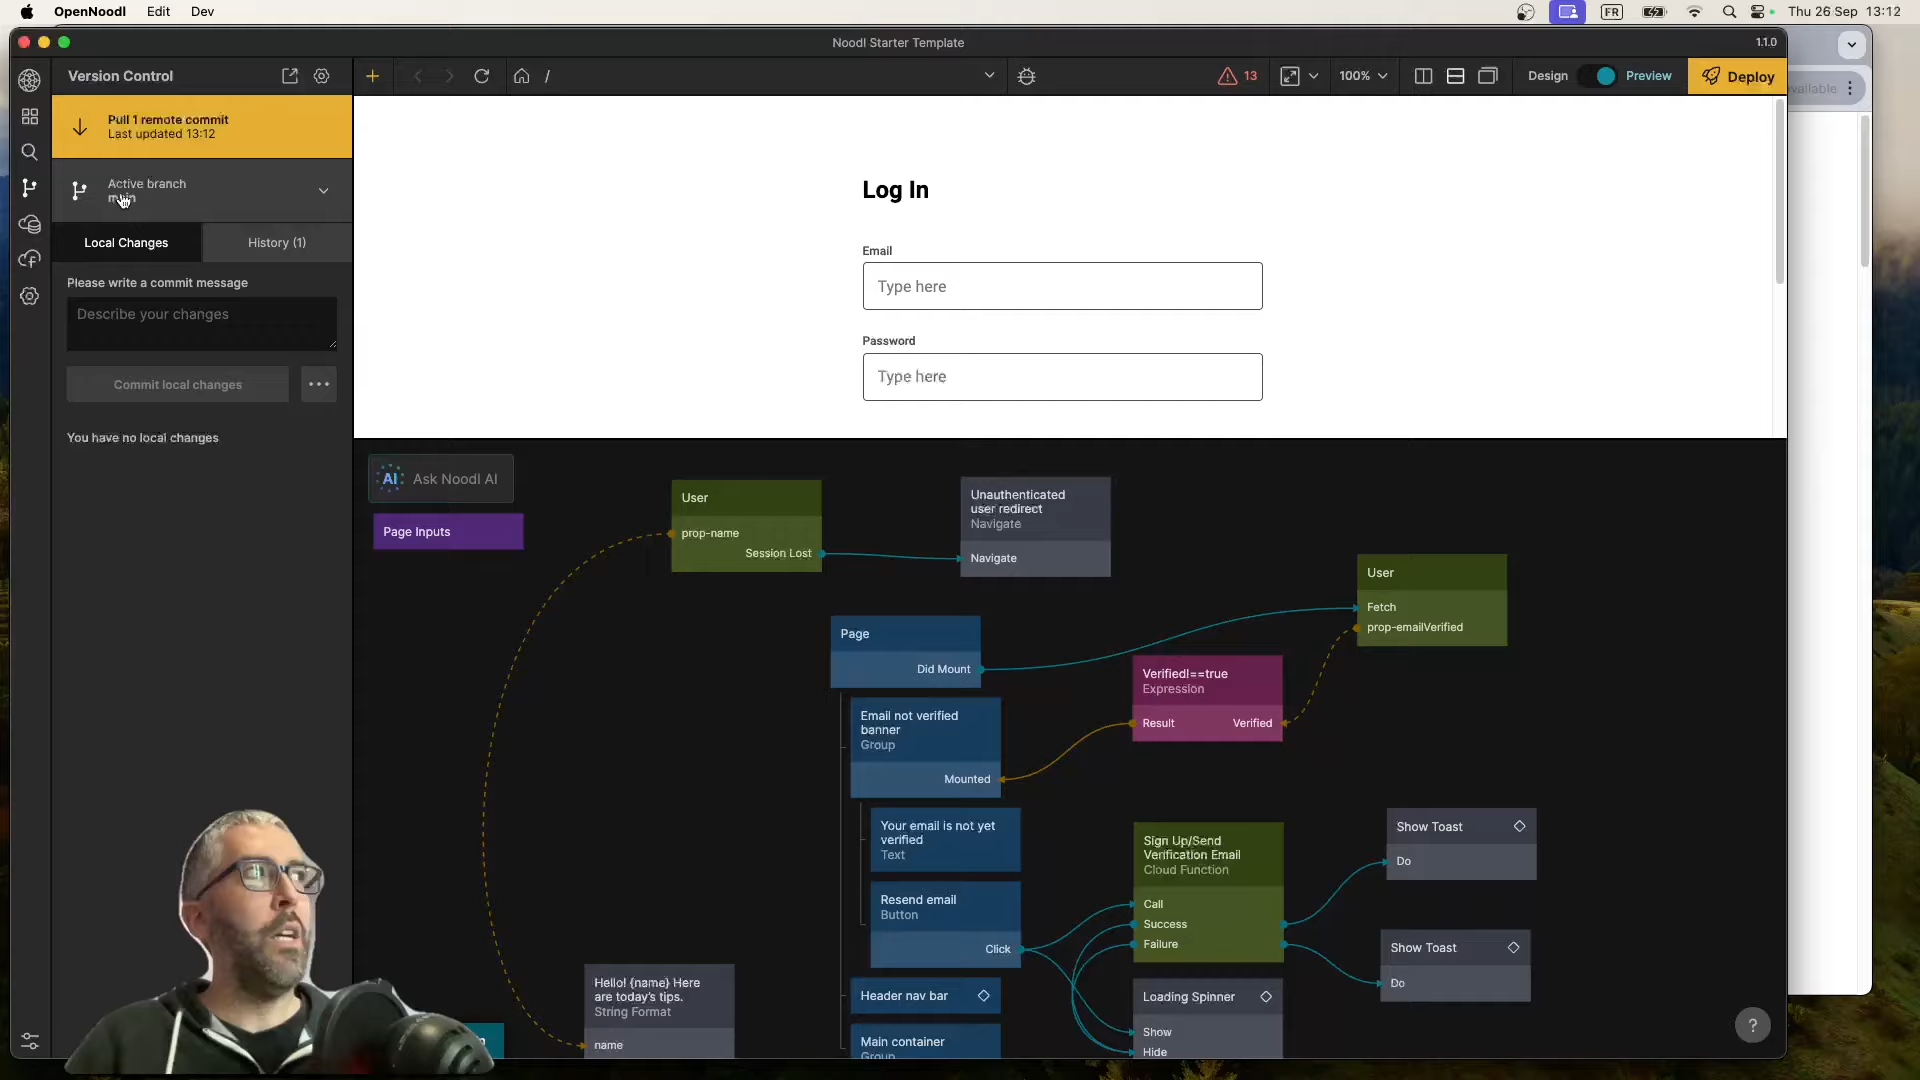 OpenNoodl Edit Dev
FR
Thu 26 Sep 13:12
Noodl Starter Template
1.1.0
Version Control
/
13
100%
Design
Preview
Deploy
Pull 1 remote commit
Last updated 13:12
Active branch
main
Local Changes
History (1)
Please write a commit message
Describe your changes
Commit local changes
You have no local changes
Log In
Email
Type here
Password
Type here
AI Ask Noodl AI
Page Inputs
User
prop-name
Session Lost
Unauthenticated
user redirect
Navigate
Navigate
User
Fetch
prop-emailVerified
Page
Did Mount
Verified!==true
Expression
Result Verified
Email not verified
banner
Group
Mounted
Your email is not yet
verified
Text
Resend email
Button
Click
Sign Up/Send
Verification Email
Cloud Function
Call
Success
Failure
Show Toast
Do
Show Toast
Do
Hello! {name} Here
are today's tips.
String Format
name
Header nav bar
Main container
Group
Loading Spinner
Show
Hide
?